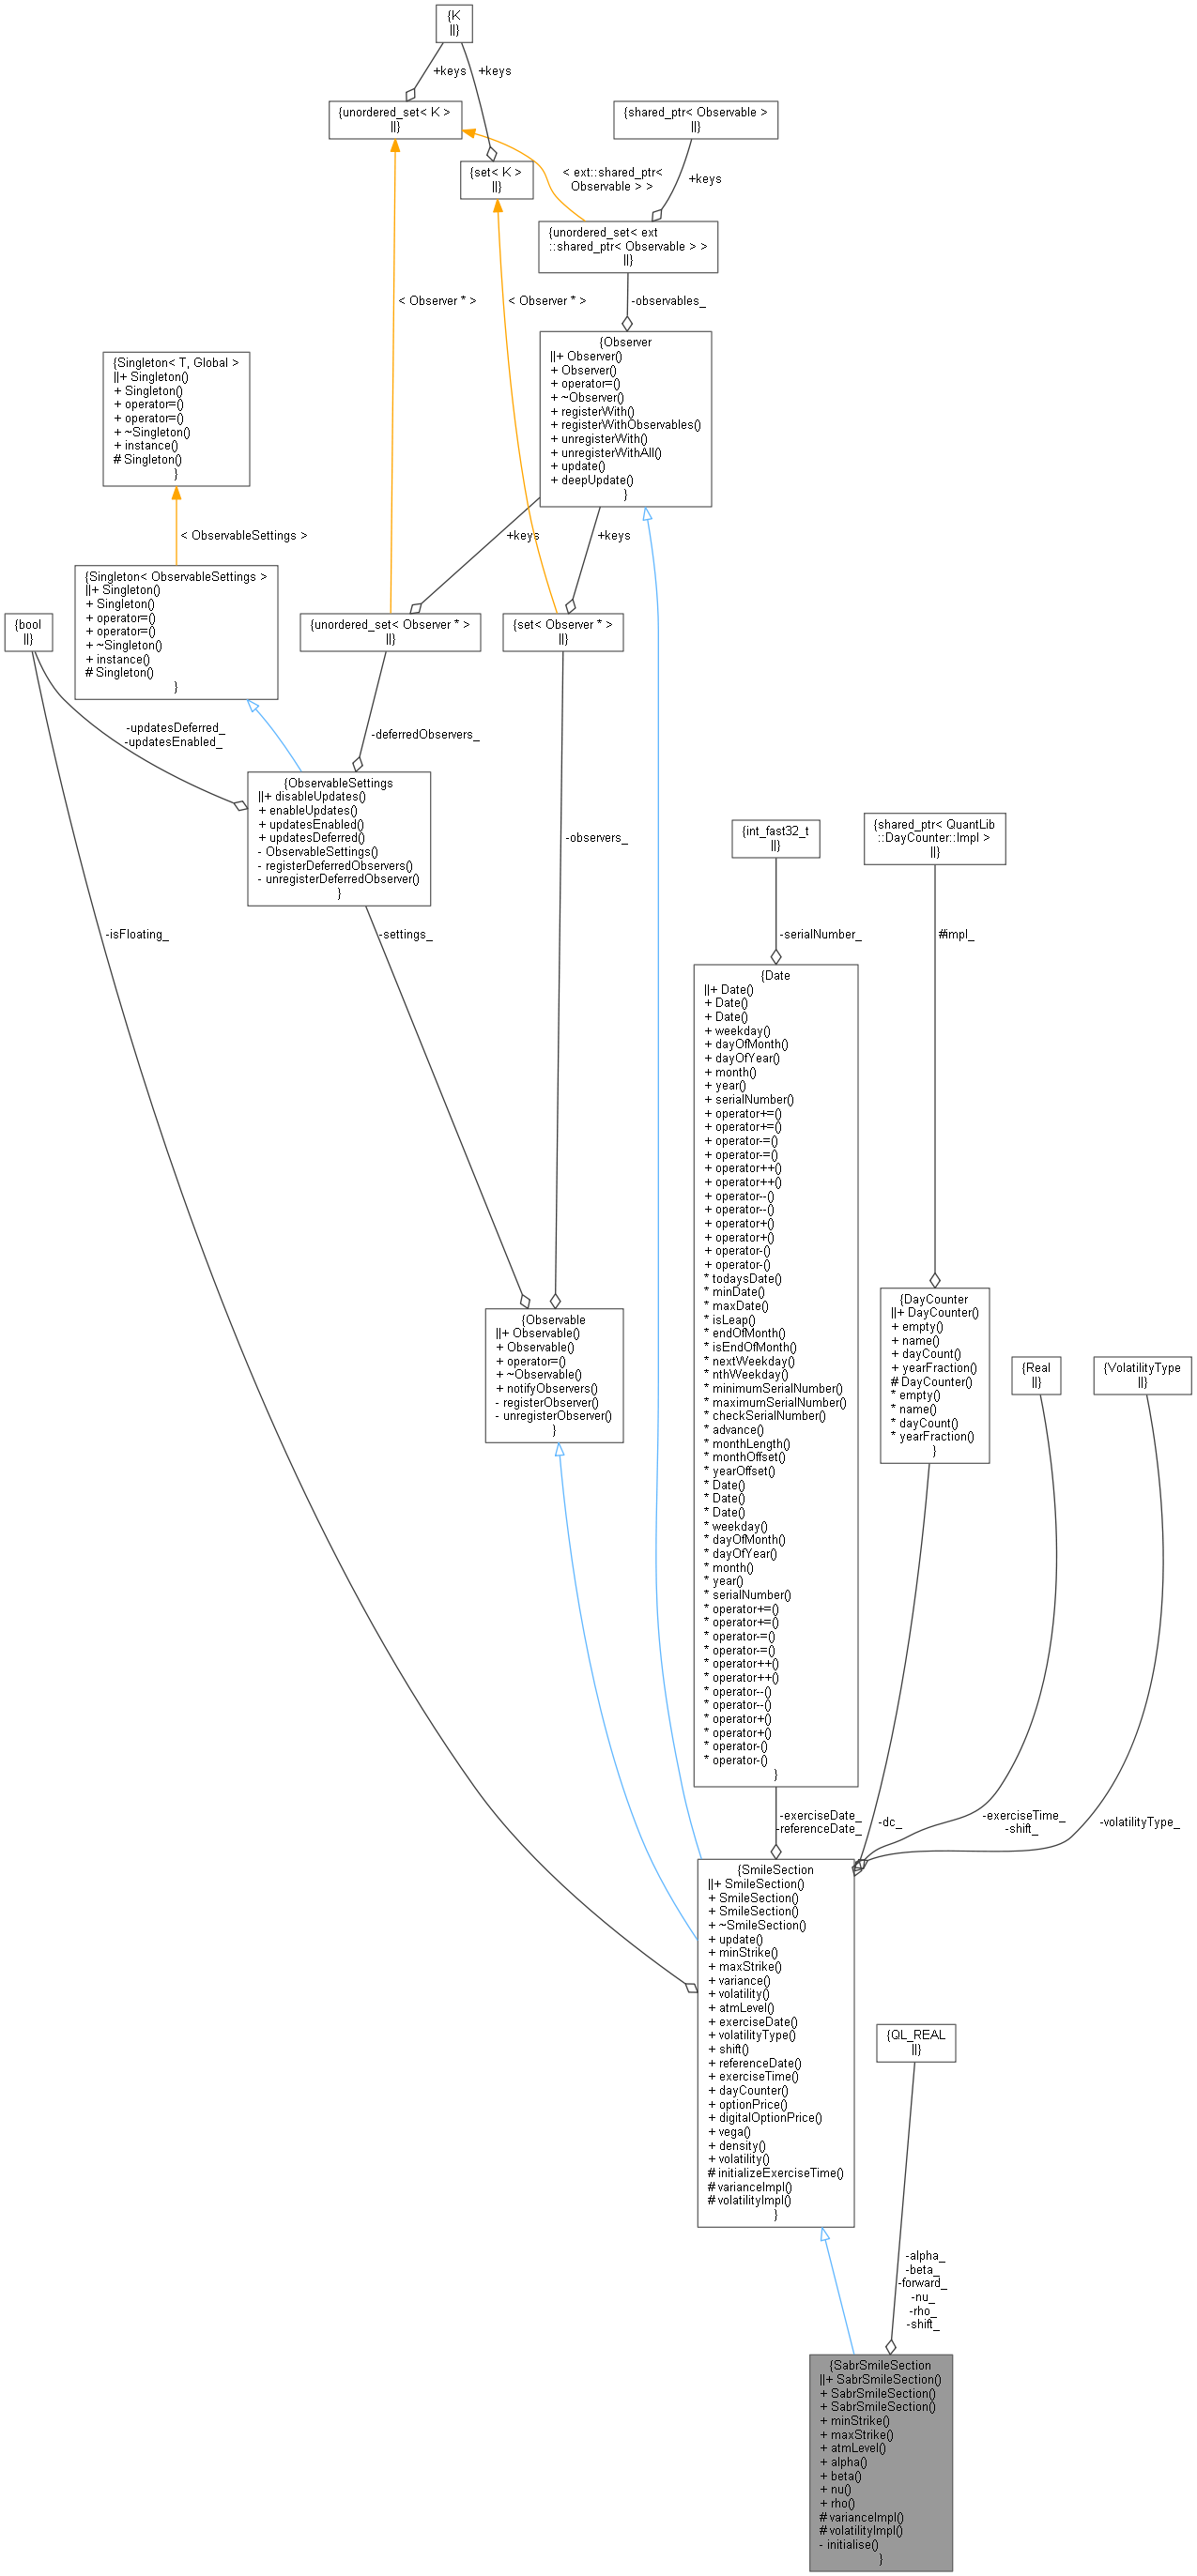 {K
||}
+keys
+keys
{unordered_set< K >
||}
{shared_ptr< Observable >
||}
{set< K >
||}
< ext::shared_ptr<
Observable > >
+keys
{unordered_set< ext
::shared_ptr< Observable > >
||}
< Observer * >
< Observer * >
-observables_
{Observer
||+ Observer()
+ Observer()
+ operator=()
+ ~Observer()
+ registerWith()
+ registerWithObservables()
+ unregisterWith()
+ unregisterWithAll()
+ update()
+ deepUpdate()
}
{Singleton< T, Global >
||+ Singleton()
+ Singleton()
+ operator=()
+ operator=()
+ ~Singleton()
+ instance()
# Singleton()
}
< ObservableSettings >
+keys
+keys
{Singleton< ObservableSettings >
||+ Singleton()
+ Singleton()
+ operator=()
+ operator=()
+ ~Singleton()
+ instance()
# Singleton()
}
{bool
||}
{unordered_set< Observer * >
||}
{set< Observer * >
||}
-updatesDeferred_
-updatesEnabled_
-deferredObservers_
{ObservableSettings
||+ disableUpdates()
+ enableUpdates()
+ updatesEnabled()
+ updatesDeferred()
- ObservableSettings()
- registerDeferredObservers()
- unregisterDeferredObserver()
}
-observers_
{int_fast32_t
||}
{shared_ptr< QuantLib
::DayCounter::Impl >
||}
-isFloating_
-settings_
-serialNumber_
#impl_
{Date
||+ Date()
+ Date()
+ Date()
+ weekday()
+ dayOfMonth()
+ dayOfYear()
+ month()
+ year()
+ serialNumber()
+ operator+=()
+ operator+=()
+ operator-=()
+ operator-=()
+ operator++()
+ operator++()
+ operator--()
+ operator--()
+ operator+()
+ operator+()
+ operator-()
+ operator-()
* todaysDate()
* minDate()
* maxDate()
* isLeap()
* endOfMonth()
* isEndOfMonth()
* nextWeekday()
* nthWeekday()
* minimumSerialNumber()
* maximumSerialNumber()
* checkSerialNumber()
* advance()
* monthLength()
* monthOffset()
* yearOffset()
* Date()
* Date()
* Date()
* weekday()
* dayOfMonth()
* dayOfYear()
* month()
* year()
* serialNumber()
* operator+=()
* operator+=()
* operator-=()
* operator-=()
* operator++()
* operator++()
* operator--()
* operator--()
* operator+()
* operator+()
* operator-()
* operator-()
}
{Observable
||+ Observable()
+ Observable()
+ operator=()
+ ~Observable()
+ notifyObservers()
- registerObserver()
- unregisterObserver()
}
{DayCounter
||+ DayCounter()
+ empty()
+ name()
+ dayCount()
+ yearFraction()
# DayCounter()
* empty()
* name()
* dayCount()
* yearFraction()
}
{Real
||}
{VolatilityType
||}
-exerciseDate_
-referenceDate_
-dc_
-exerciseTime_
-shift_
-volatilityType_
{SmileSection
||+ SmileSection()
+ SmileSection()
+ SmileSection()
+ ~SmileSection()
+ update()
+ minStrike()
+ maxStrike()
+ variance()
+ volatility()
+ atmLevel()
+ exerciseDate()
+ volatilityType()
+ shift()
+ referenceDate()
+ exerciseTime()
+ dayCounter()
+ optionPrice()
+ digitalOptionPrice()
+ vega()
+ density()
+ volatility()
# initializeExerciseTime()
# varianceImpl()
# volatilityImpl()
}
{QL_REAL
||}
-alpha_
-beta_
-forward_
-nu_
-rho_
-shift_
{SabrSmileSection
||+ SabrSmileSection()
+ SabrSmileSection()
+ SabrSmileSection()
+ minStrike()
+ maxStrike()
+ atmLevel()
+ alpha()
+ beta()
+ nu()
+ rho()
# varianceImpl()
# volatilityImpl()
- initialise()
}